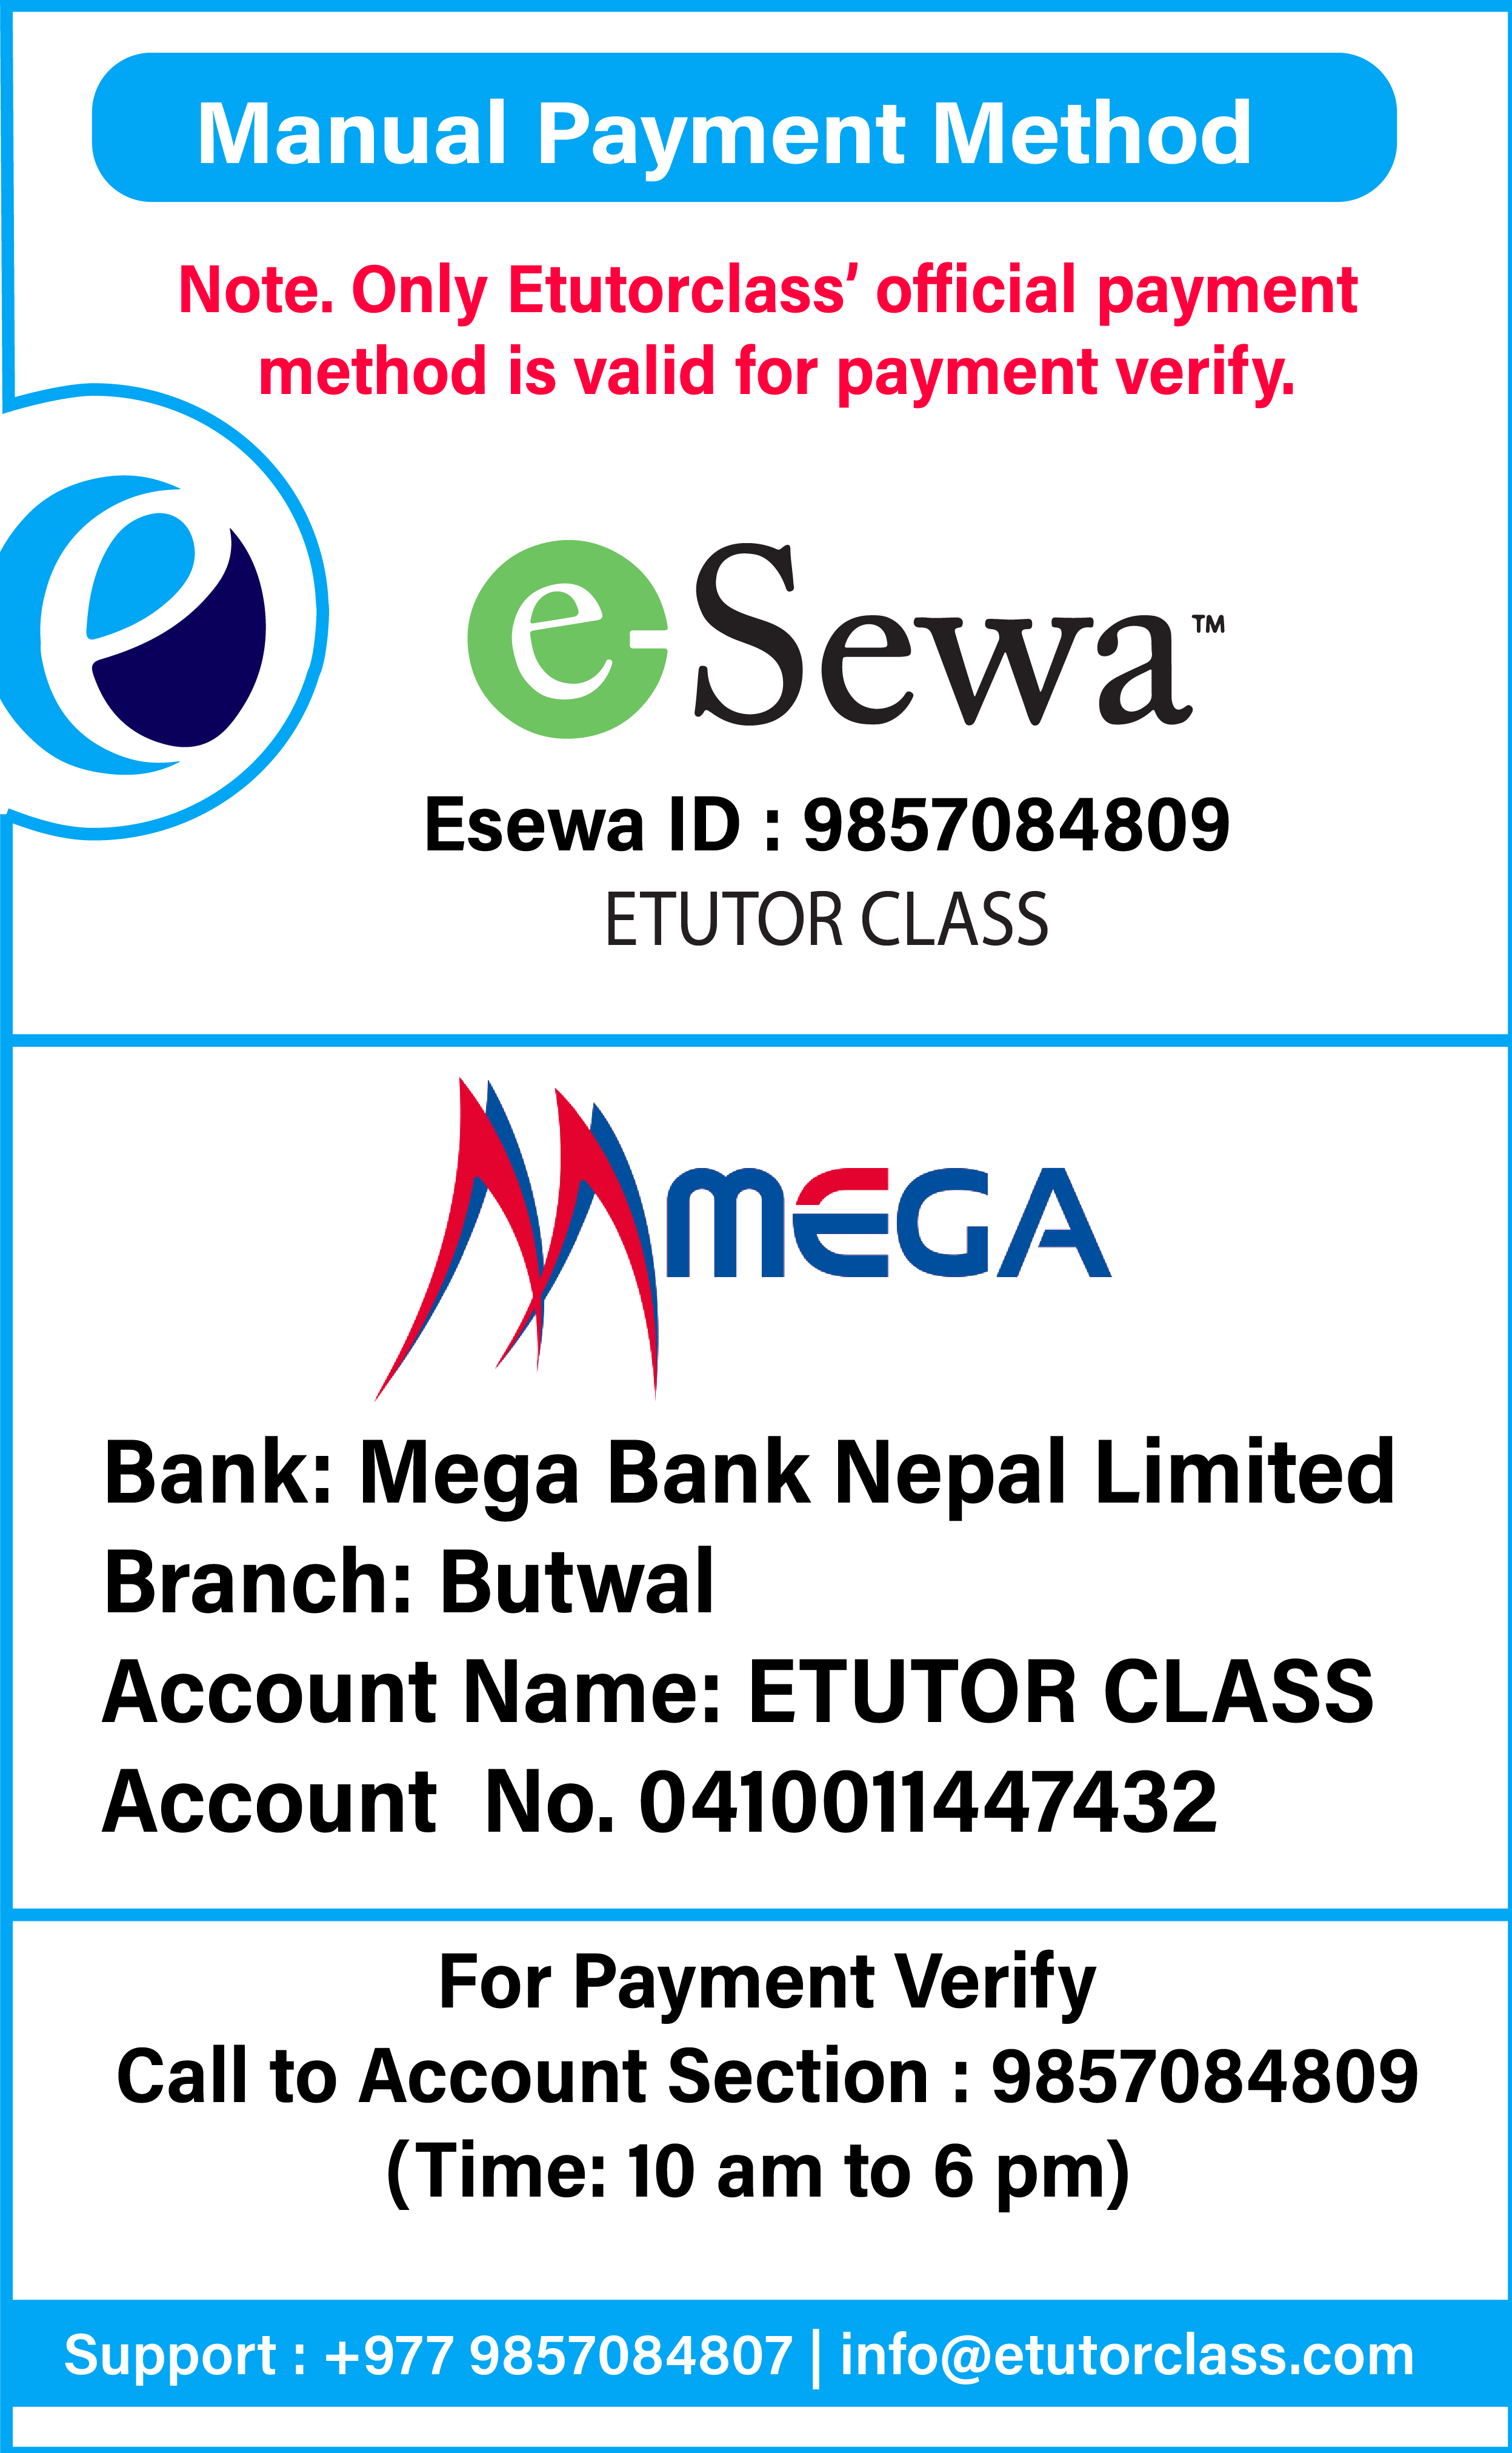 Manual Payment Method
Note. Only Etutorclass’ official payment
method is valid for payment verify.
e
e-Sewa™
Esewa ID : 9857084809
ETUTOR CLASS
MEGA
Bank: Mega Bank Nepal Limited
Branch: Butwal
Account Name: ETUTOR CLASS
Account  No. 0410011447432
For Payment Verify
Call to Account Section : 9857084809
(Time: 10 am to 6 pm)
Support : +977 9857084807 | info@etutorclass.com